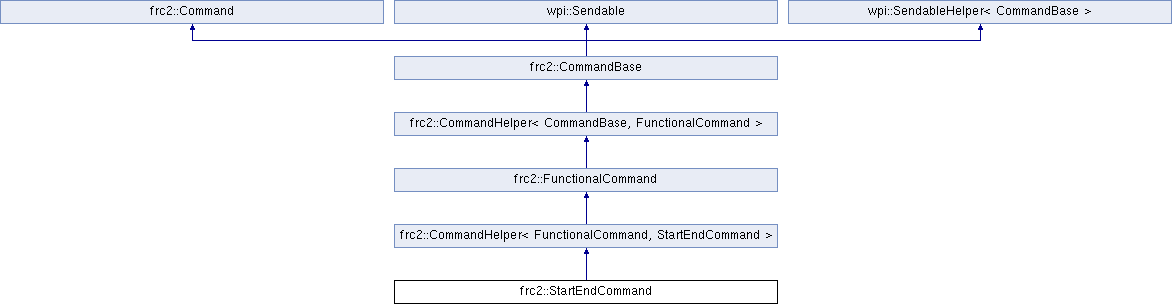 frc2::Command
wpi::Sendable
wpi::SendableHelper< CommandBase >
frc2::CommandBase
frc2::CommandHelper< CommandBase, FunctionalCommand >
frc2::FunctionalCommand
frc2::CommandHelper< FunctionalCommand, StartEndCommand >
frc2::StartEndCommand